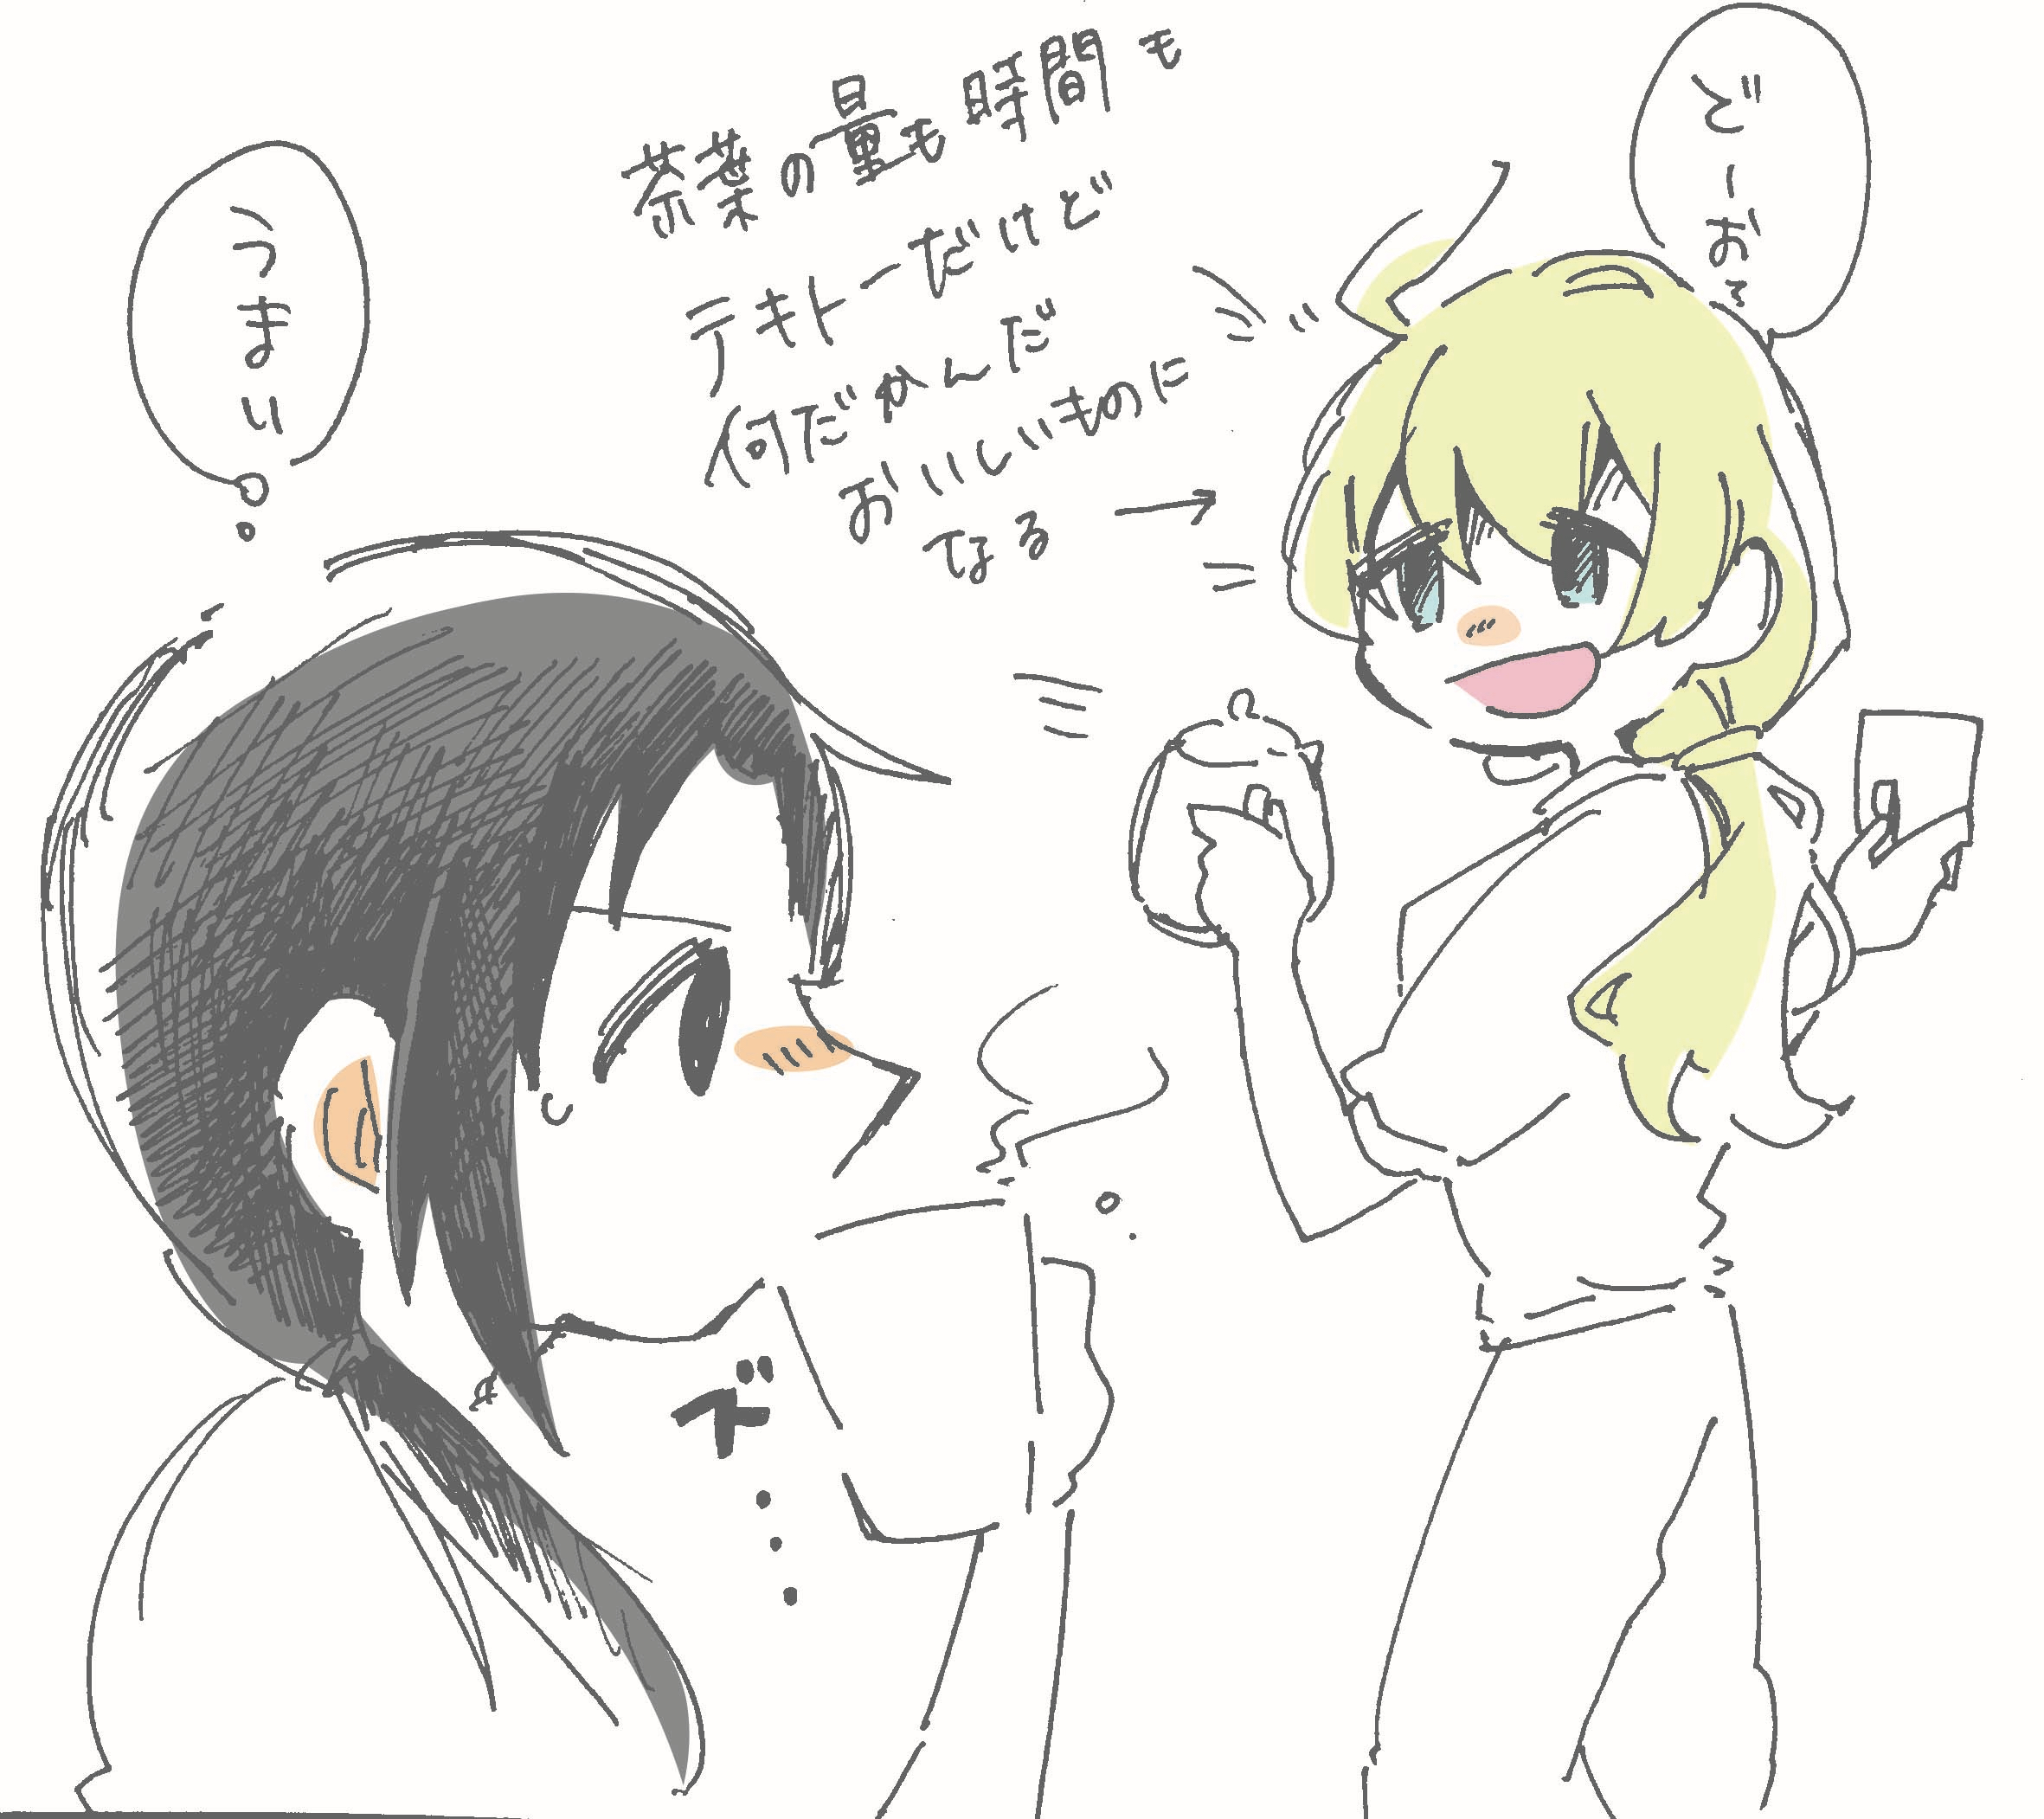 どーぉ?
茶葉の量も時間も
テキトーだけど
何だかんだ
おいしいものに
なる→
うまい
ズ・・・